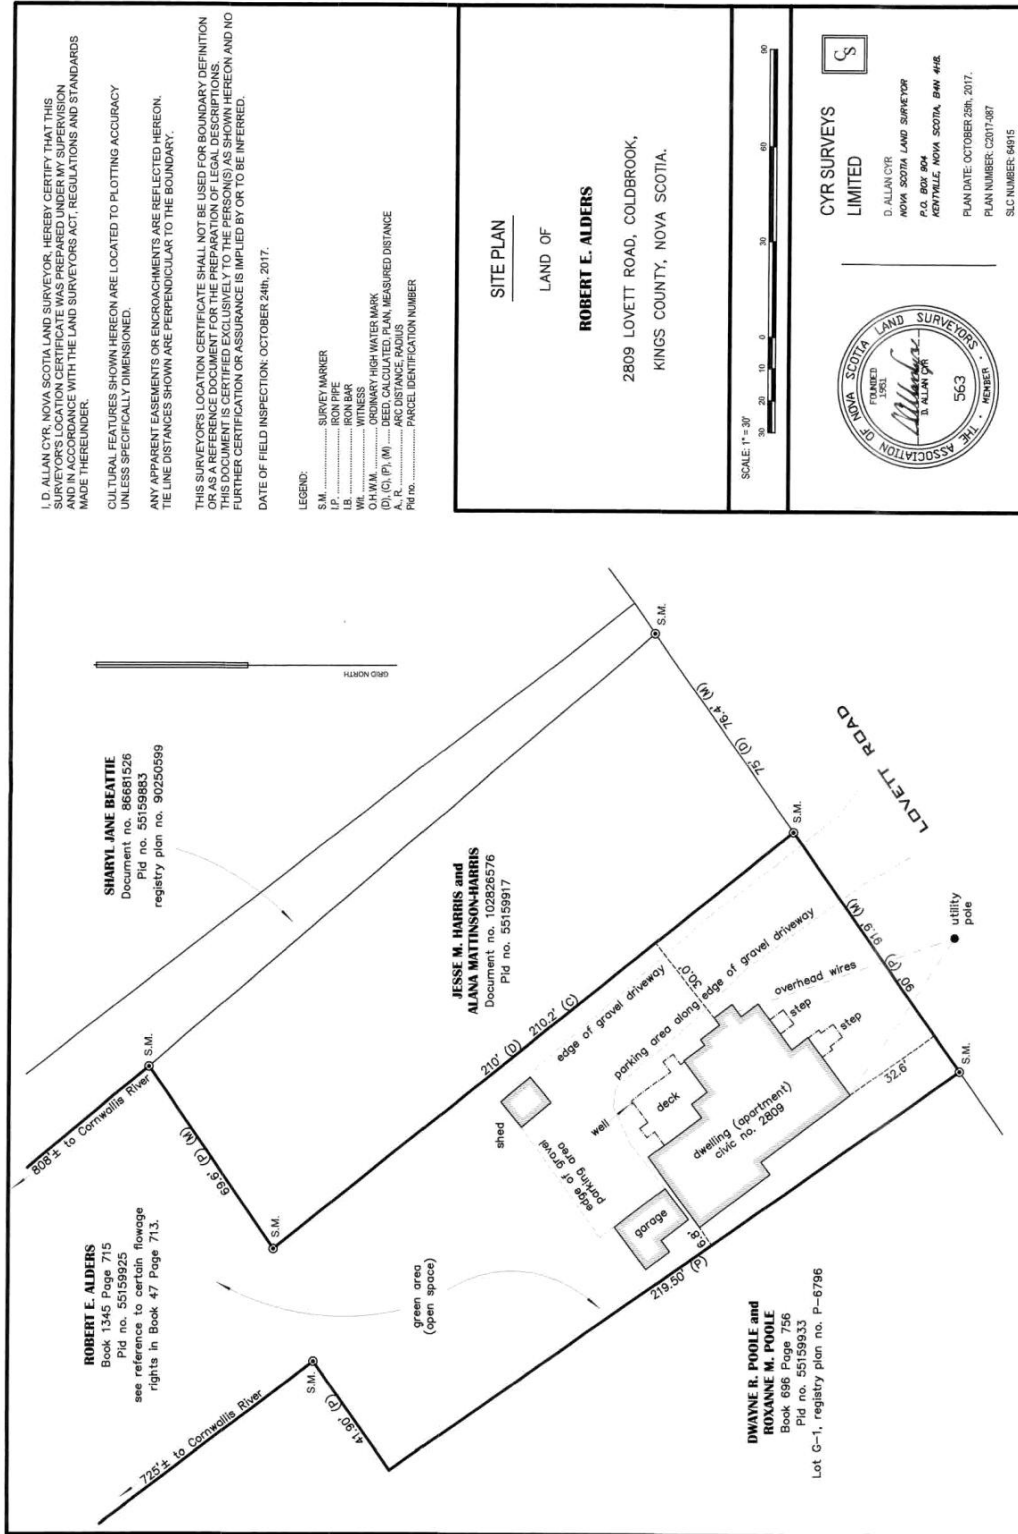 I, D. ALLAN CYR, NOVA SCOTIA LAND SURVEYOR, HEREBY CERTIFY THAT THIS
SURVEYOR'S LOCATION CERTIFICATE WAS PREPARED UNDER MY SUPERVISION
AND IN ACCORDANCE WITH THE LAND SURVEYORS ACT, REGULATIONS AND STANDARDS
MADE THEREUNDER.
CULTURAL FEATURES SHOWN HEREON ARE LOCATED TO PLOTTING ACCURACY
UNLESS SPECIFICALLY DIMENSIONED.
ANY APPARENT EASEMENTS OR ENCROACHMENTS ARE REFLECTED HEREON.
TIE LINE DISTANCES SHOWN ARE PERPENDICULAR TO THE BOUNDARY.
THIS SURVEYOR'S LOCATION CERTIFICATE SHALL NOT BE USED FOR BOUNDARY DEFINITION
OR AS A REFERENCE DOCUMENT FOR THE PREPARATION OF LEGAL DESCRIPTIONS.
THIS DOCUMENT IS CERTIFIED EXCLUSIVELY TO THE PERSON(S) AS SHOWN HEREON AND NO
FURTHER CERTIFICATION OR ASSURANCE IS IMPLIED BY OR TO BE INFERRED.
DATE OF FIELD INSPECTION: OCTOBER 24th, 2017.
LEGEND:
S.M. .................. SURVEY MARKER
I.P. .................. IRON PIPE
I.B. .................. IRON BAR
Wit. .................. WITNESS
O.H.W.M. .................. ORDINARY HIGH WATER MARK
(D), (C), (P), (M) ...... DEED, CALCULATED, PLAN, MEASURED DISTANCE
A., R. .................. ARC DISTANCE, RADIUS
Pid no. .................. PARCEL IDENTIFICATION NUMBER
SITE PLAN
LAND OF
ROBERT E. ALDERS
2809 LOVETT ROAD, COLDBROOK,
KINGS COUNTY, NOVA SCOTIA.
SCALE: 1" = 30'
30 20 10 0 30 60 90
CYR SURVEYS
LIMITED
CS
D. ALLAN CYR
NOVA SCOTIA LAND SURVEYOR
P.O. BOX 904
KENTVILLE, NOVA SCOTIA, B4N 4H8.
PLAN DATE: OCTOBER 25th, 2017.
PLAN NUMBER: C2017-087
SLC NUMBER: 64915
THE ASSOCIATION OF NOVA SCOTIA LAND SURVEYORS
MEMBER
FOUNDED
1951
D. ALLAN CYR
563
GRID NORTH
SHARYL JANE BEATTIE
Document no. 86681526
Pid no. 55159883
registry plan no. 90250599
JESSE M. HARRIS and
ALANA MATTINSON-HARRIS
Document no. 102826576
Pid no. 55159917
ROBERT E. ALDERS
Book 1345 Page 715
Pid no. 55159925
see reference to certain flowage
rights in Book 47 Page 713.
DWAYNE R. POOLE and
ROXANNE M. POOLE
Book 696 Page 756
Pid no. 55159933
Lot G-1, registry plan no. P-6796
808'± to Cornwallis River
S.M.
69.6' (P) (M)
S.M.
725'± to Cornwallis River
S.M.
41.90' (P)
green area
(open space)
219.50' (P)
210' (D) 210.2' (C)
shed
edge of gravel
parking area
edge of gravel driveway
parking area along edge of gravel driveway
30.0'
well
deck
garage
6.8'
dwelling (apartment)
civic no. 2809
step
step
overhead wires
32.6'
90' (P) 91.9' (M)
S.M.
S.M.
75' (D) 76.4' (M)
S.M.
LOVETT ROAD
utility
pole